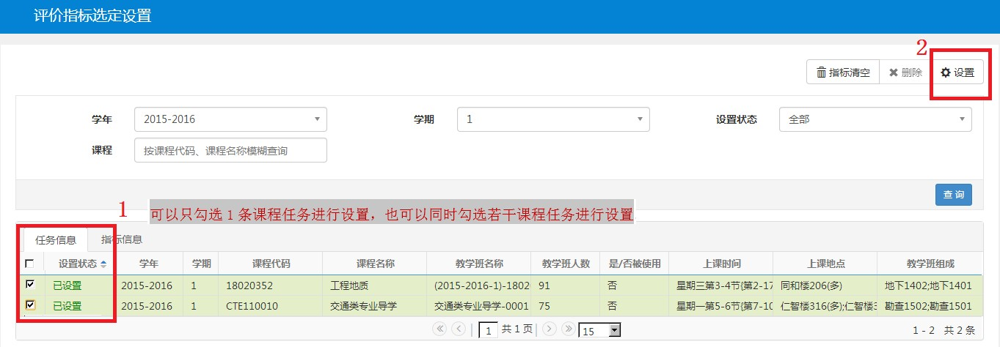 评价指标选定设置
2
指标清空 删除 设置
学年 2015-2016 学期 1 设置状态 全部
课程 按课程代码、课程名称模糊查询
查 询
1 可以只勾选 1 条课程任务进行设置，也可以同时勾选若干课程任务进行设置
任务信息 指标信息
设置状态 学年 学期 课程代码 课程名称 教学班名称 教学班人数 是/否被使用 上课时间 上课地点 教学班组成
已设置 2015-2016 1 18020352 工程地质 (2015-2016-1)-1802 91 否 星期三第3-4节(第2-17 同和楼206(多) 地下1402;地下1401
已设置 2015-2016 1 CTE110010 交通类专业导学 交通类专业导学-0001 75 否 星期一第5-6节(第7-10 仁智楼316(多);仁智楼3 勘查1502;勘查1501
1 共 1 页 15 1 - 2 共 2 条